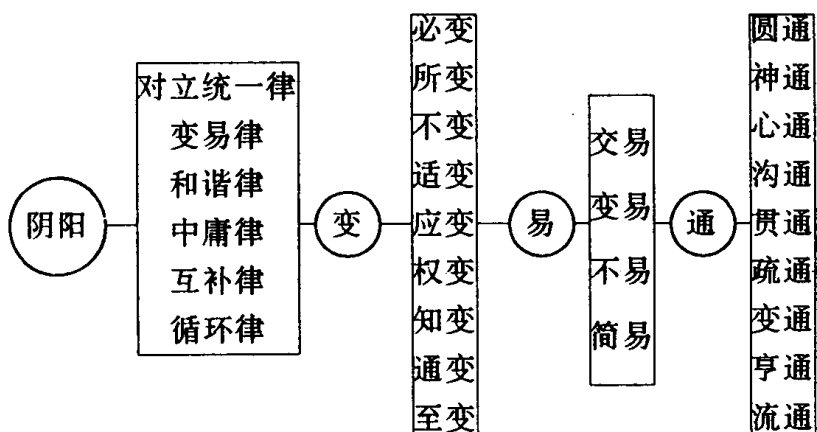 阴阳
对立统一律
变易律
和谐律
中庸律
互补律
循环律
变
必变
所变
不变
适变
应变
权变
知变
通变
至变
易
交易
变易
不易
简易
通
圆通
神通
心通
沟通
贯通
疏通
变通
亨通
流通